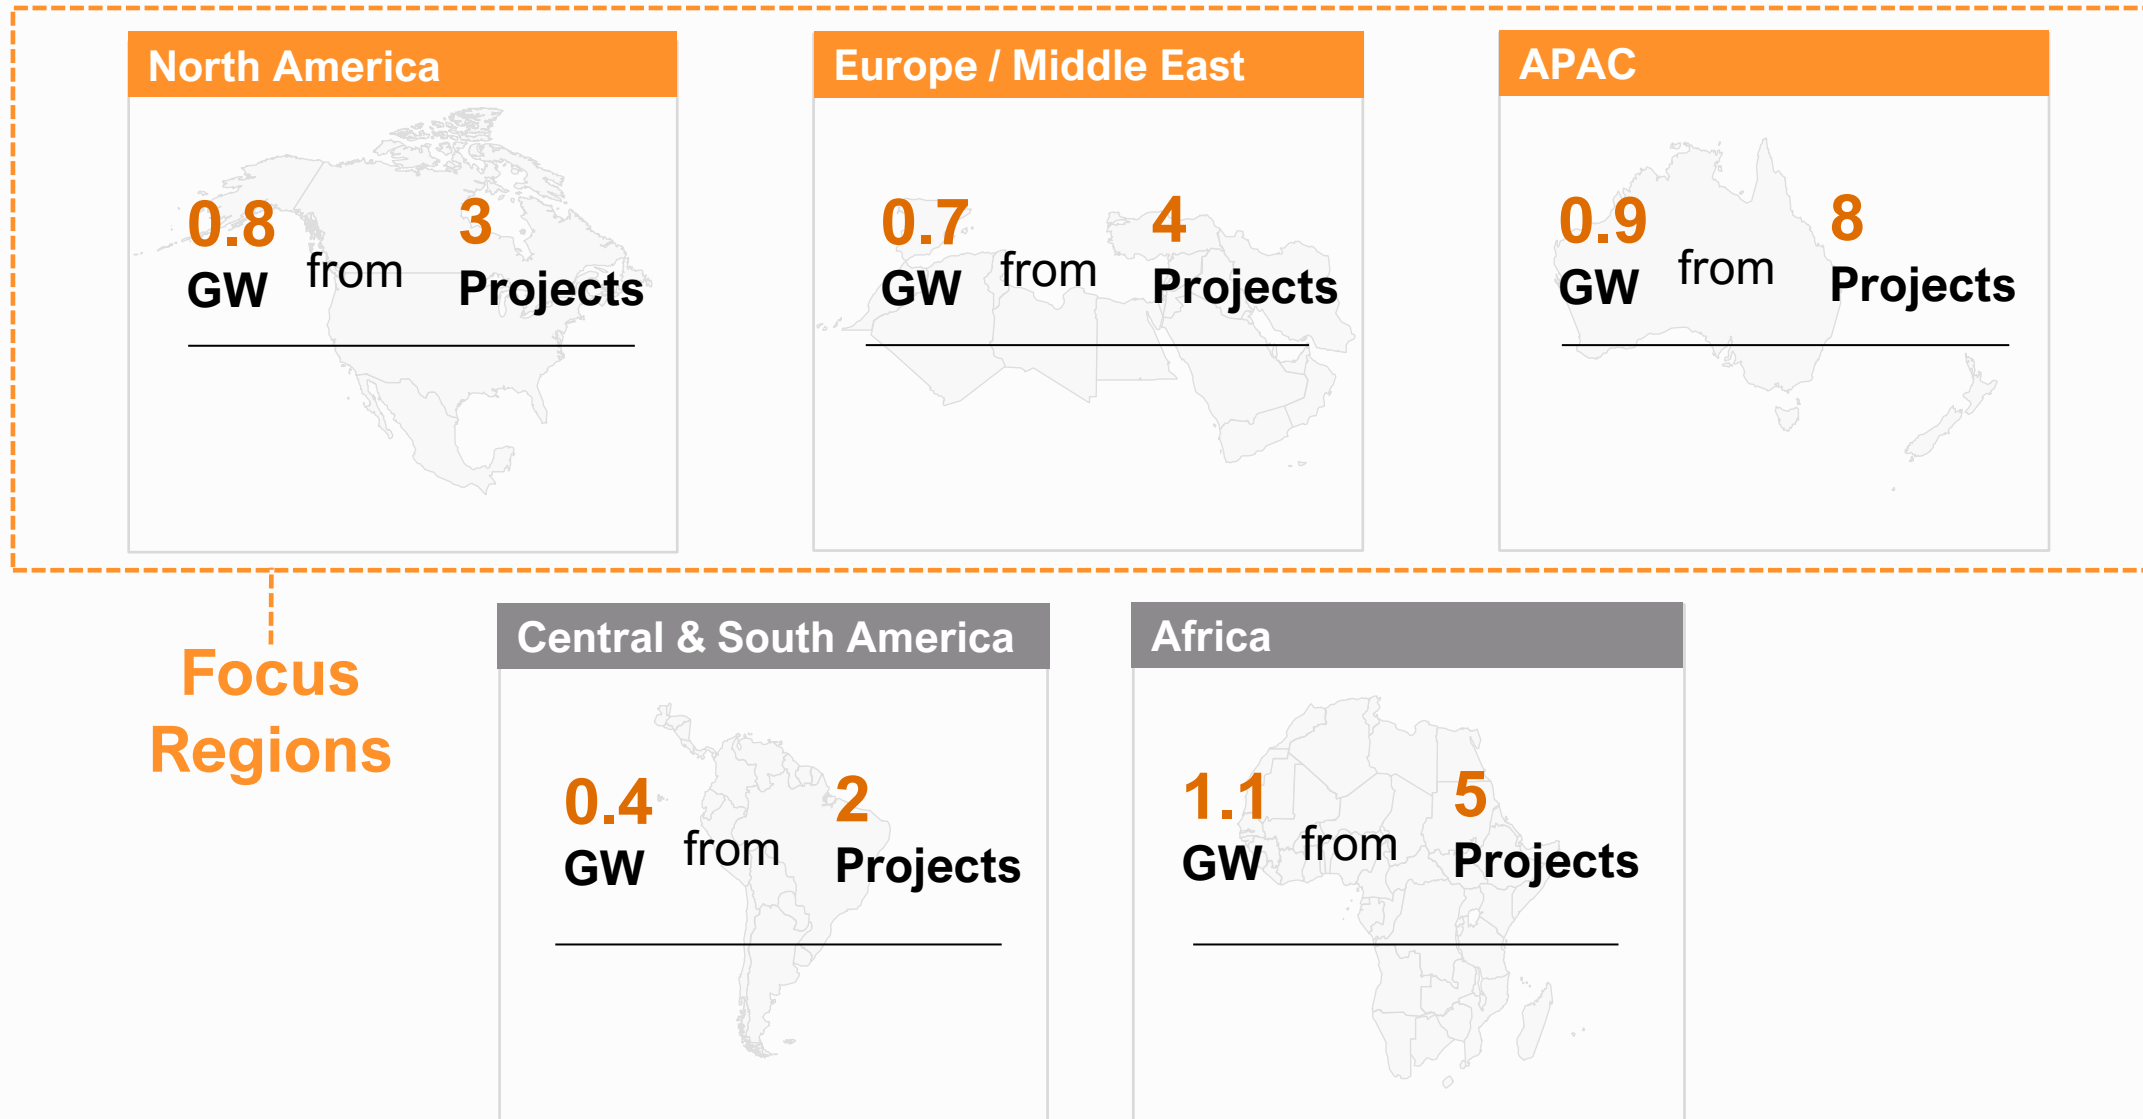 North America
0.8
GW
from
3
Projects
Europe / Middle East
0.7
GW
from
4
Projects
APAC
0.9
GW
from
8
Projects
Focus
Regions
Central & South America
0.4
GW
from
2
Projects
Africa
1.1
GW
from
5
Projects